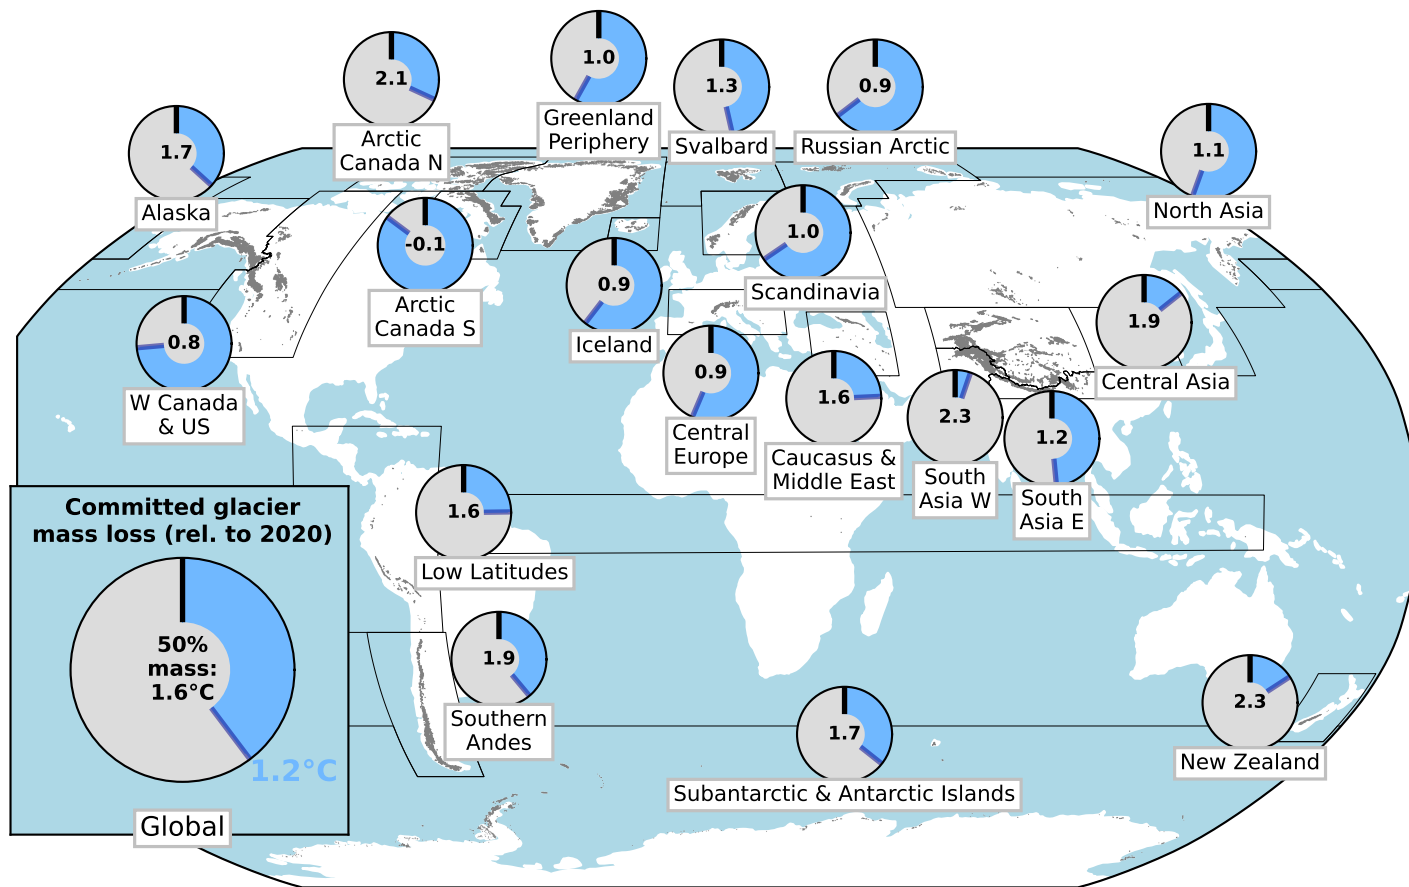 1.0
2.1
1.3
0.9
Greenland
Periphery
Arctic
Canada N
Svalbard
Russian Arctic
1.7
1.1
Alaska
North Asia
-0.1
1.0
0.9
Scandinavia
Arctic
Canada S
Iceland
1.9
0.8
0.9
Central Asia
W Canada
& US
1.6
2.3
1.2
Central
Europe
Caucasus &
Middle East
South
Asia W
South
Asia E
1.6
Low Latitudes
Committed glacier
mass loss (rel. to 2020)
50%
mass:
1.6°C
1.2°C
Global
1.9
Southern
Andes
1.7
Subantarctic & Antarctic Islands
2.3
New Zealand